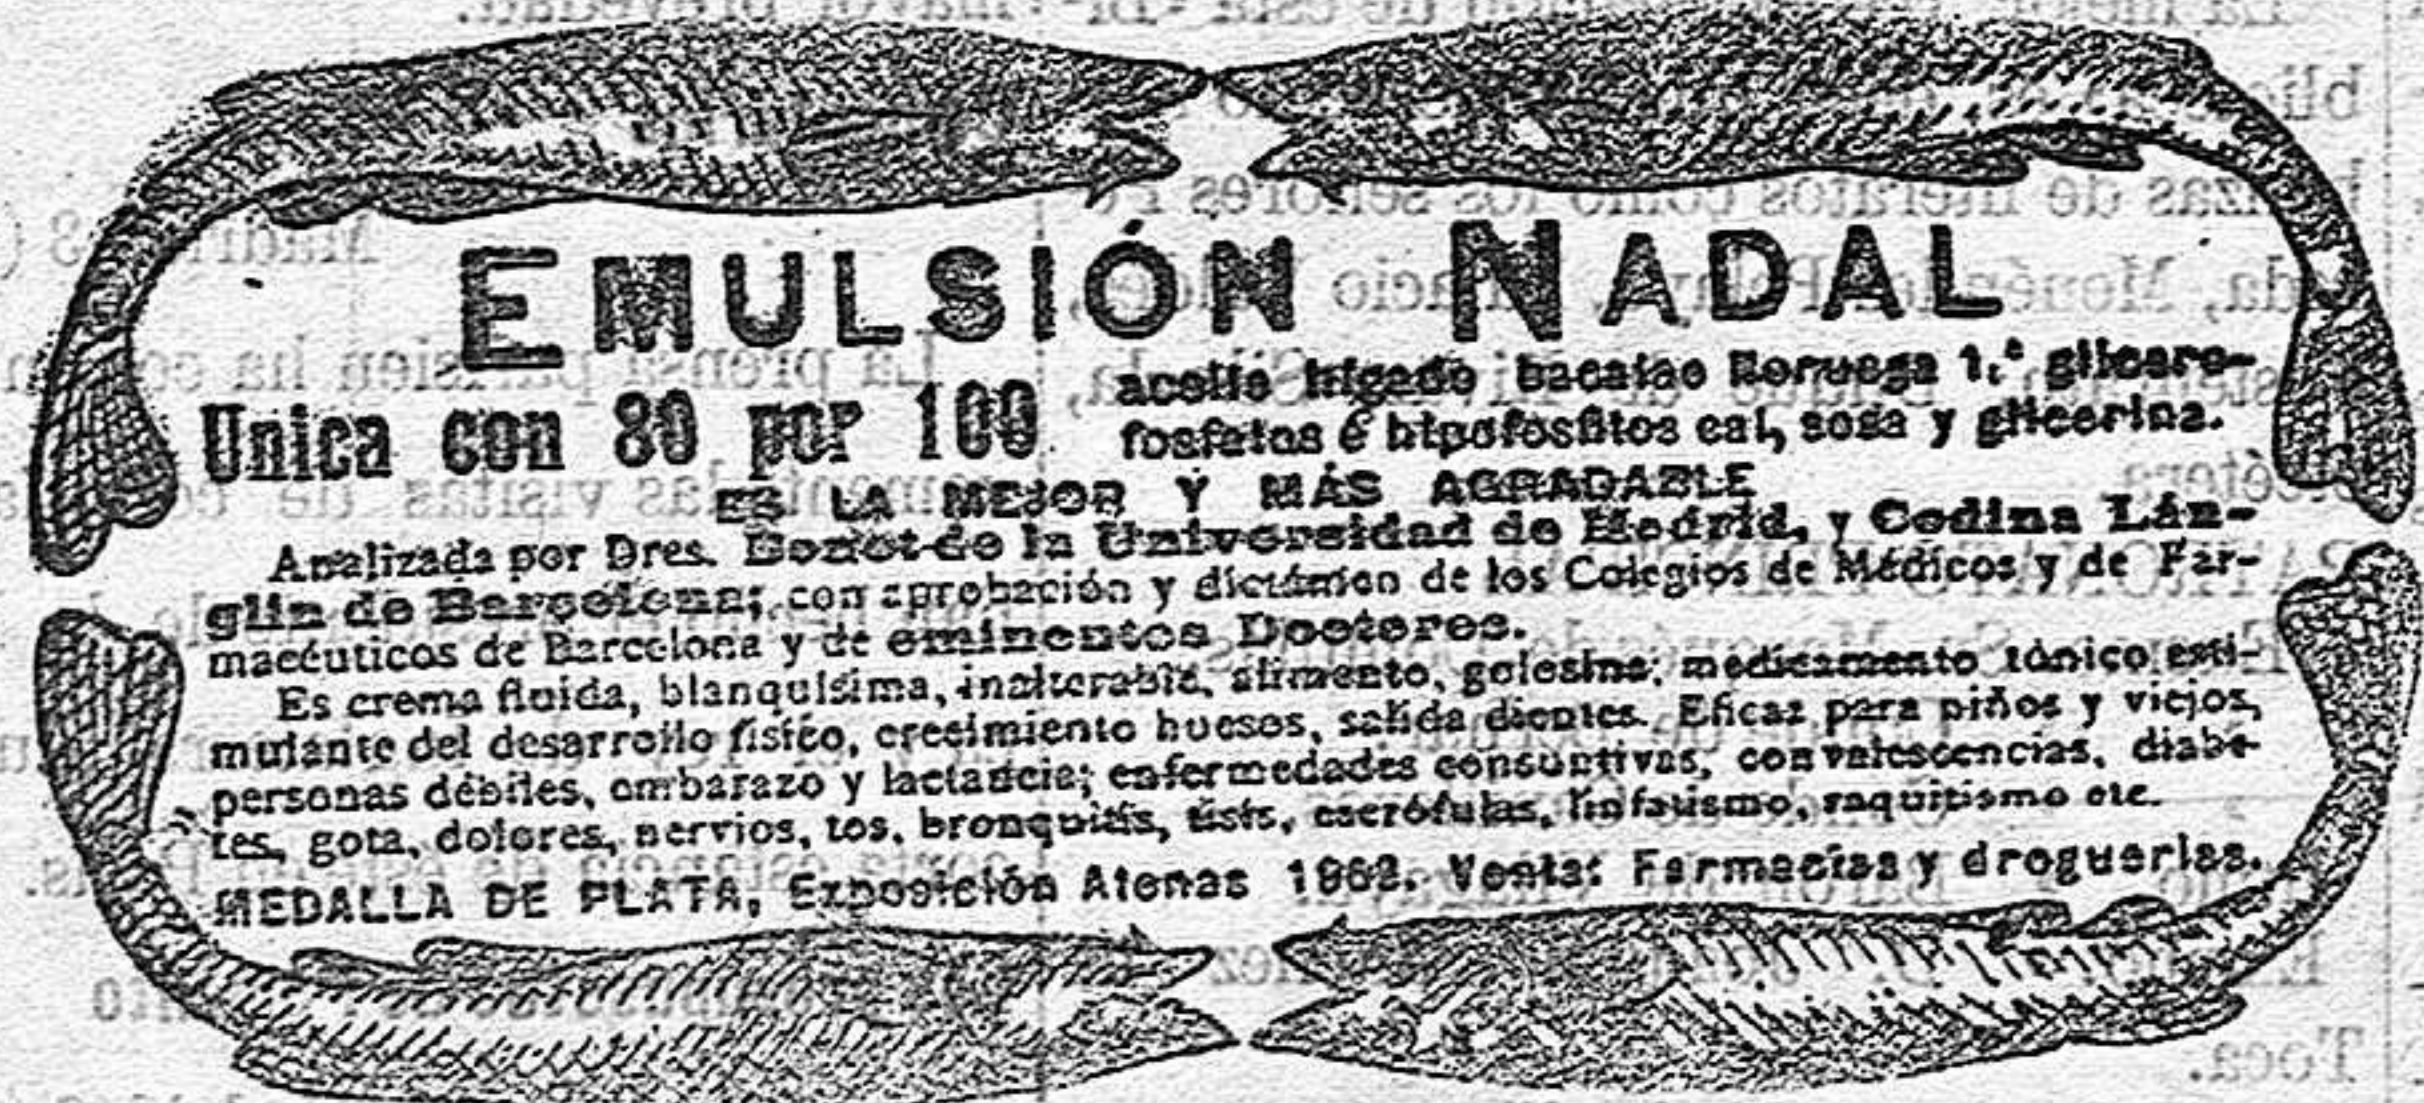 EMULSIÓN NADAL
Unica con 80 por 100
aceite hígado bacalao Noruega 1.ª glicero-
fosfatos é hipofosfitos cal, sosa y glicerina.
ES LA MEJOR Y MÁS AGRADABLE
Analizada por Dres. Bonet de la Universidad de Madrid, y Codina Län-
glin de Barcelona; con aprobación y dictámen de los Colegios de Médicos y de Far-
macéuticos de Barcelona y de eminentes Doctores.
Es crema fluida, blanquísima, inalterable, alimento, golosina; medicamento tónico esti-
mulante del desarrollo físico, crecimiento huesos, salida dientes. Eficaz para niños y viejos,
personas débiles, embarazo y lactancia; enfermedades consuntivas, convalescencias, diabe-
tes, gota, dolores, nervios, tos, bronquitis, tisis, escrófulas, linfatismo, raquitismo etc.
MEDALLA DE PLATA, Exposición Atenas Venta: Farmacias y droguerías.